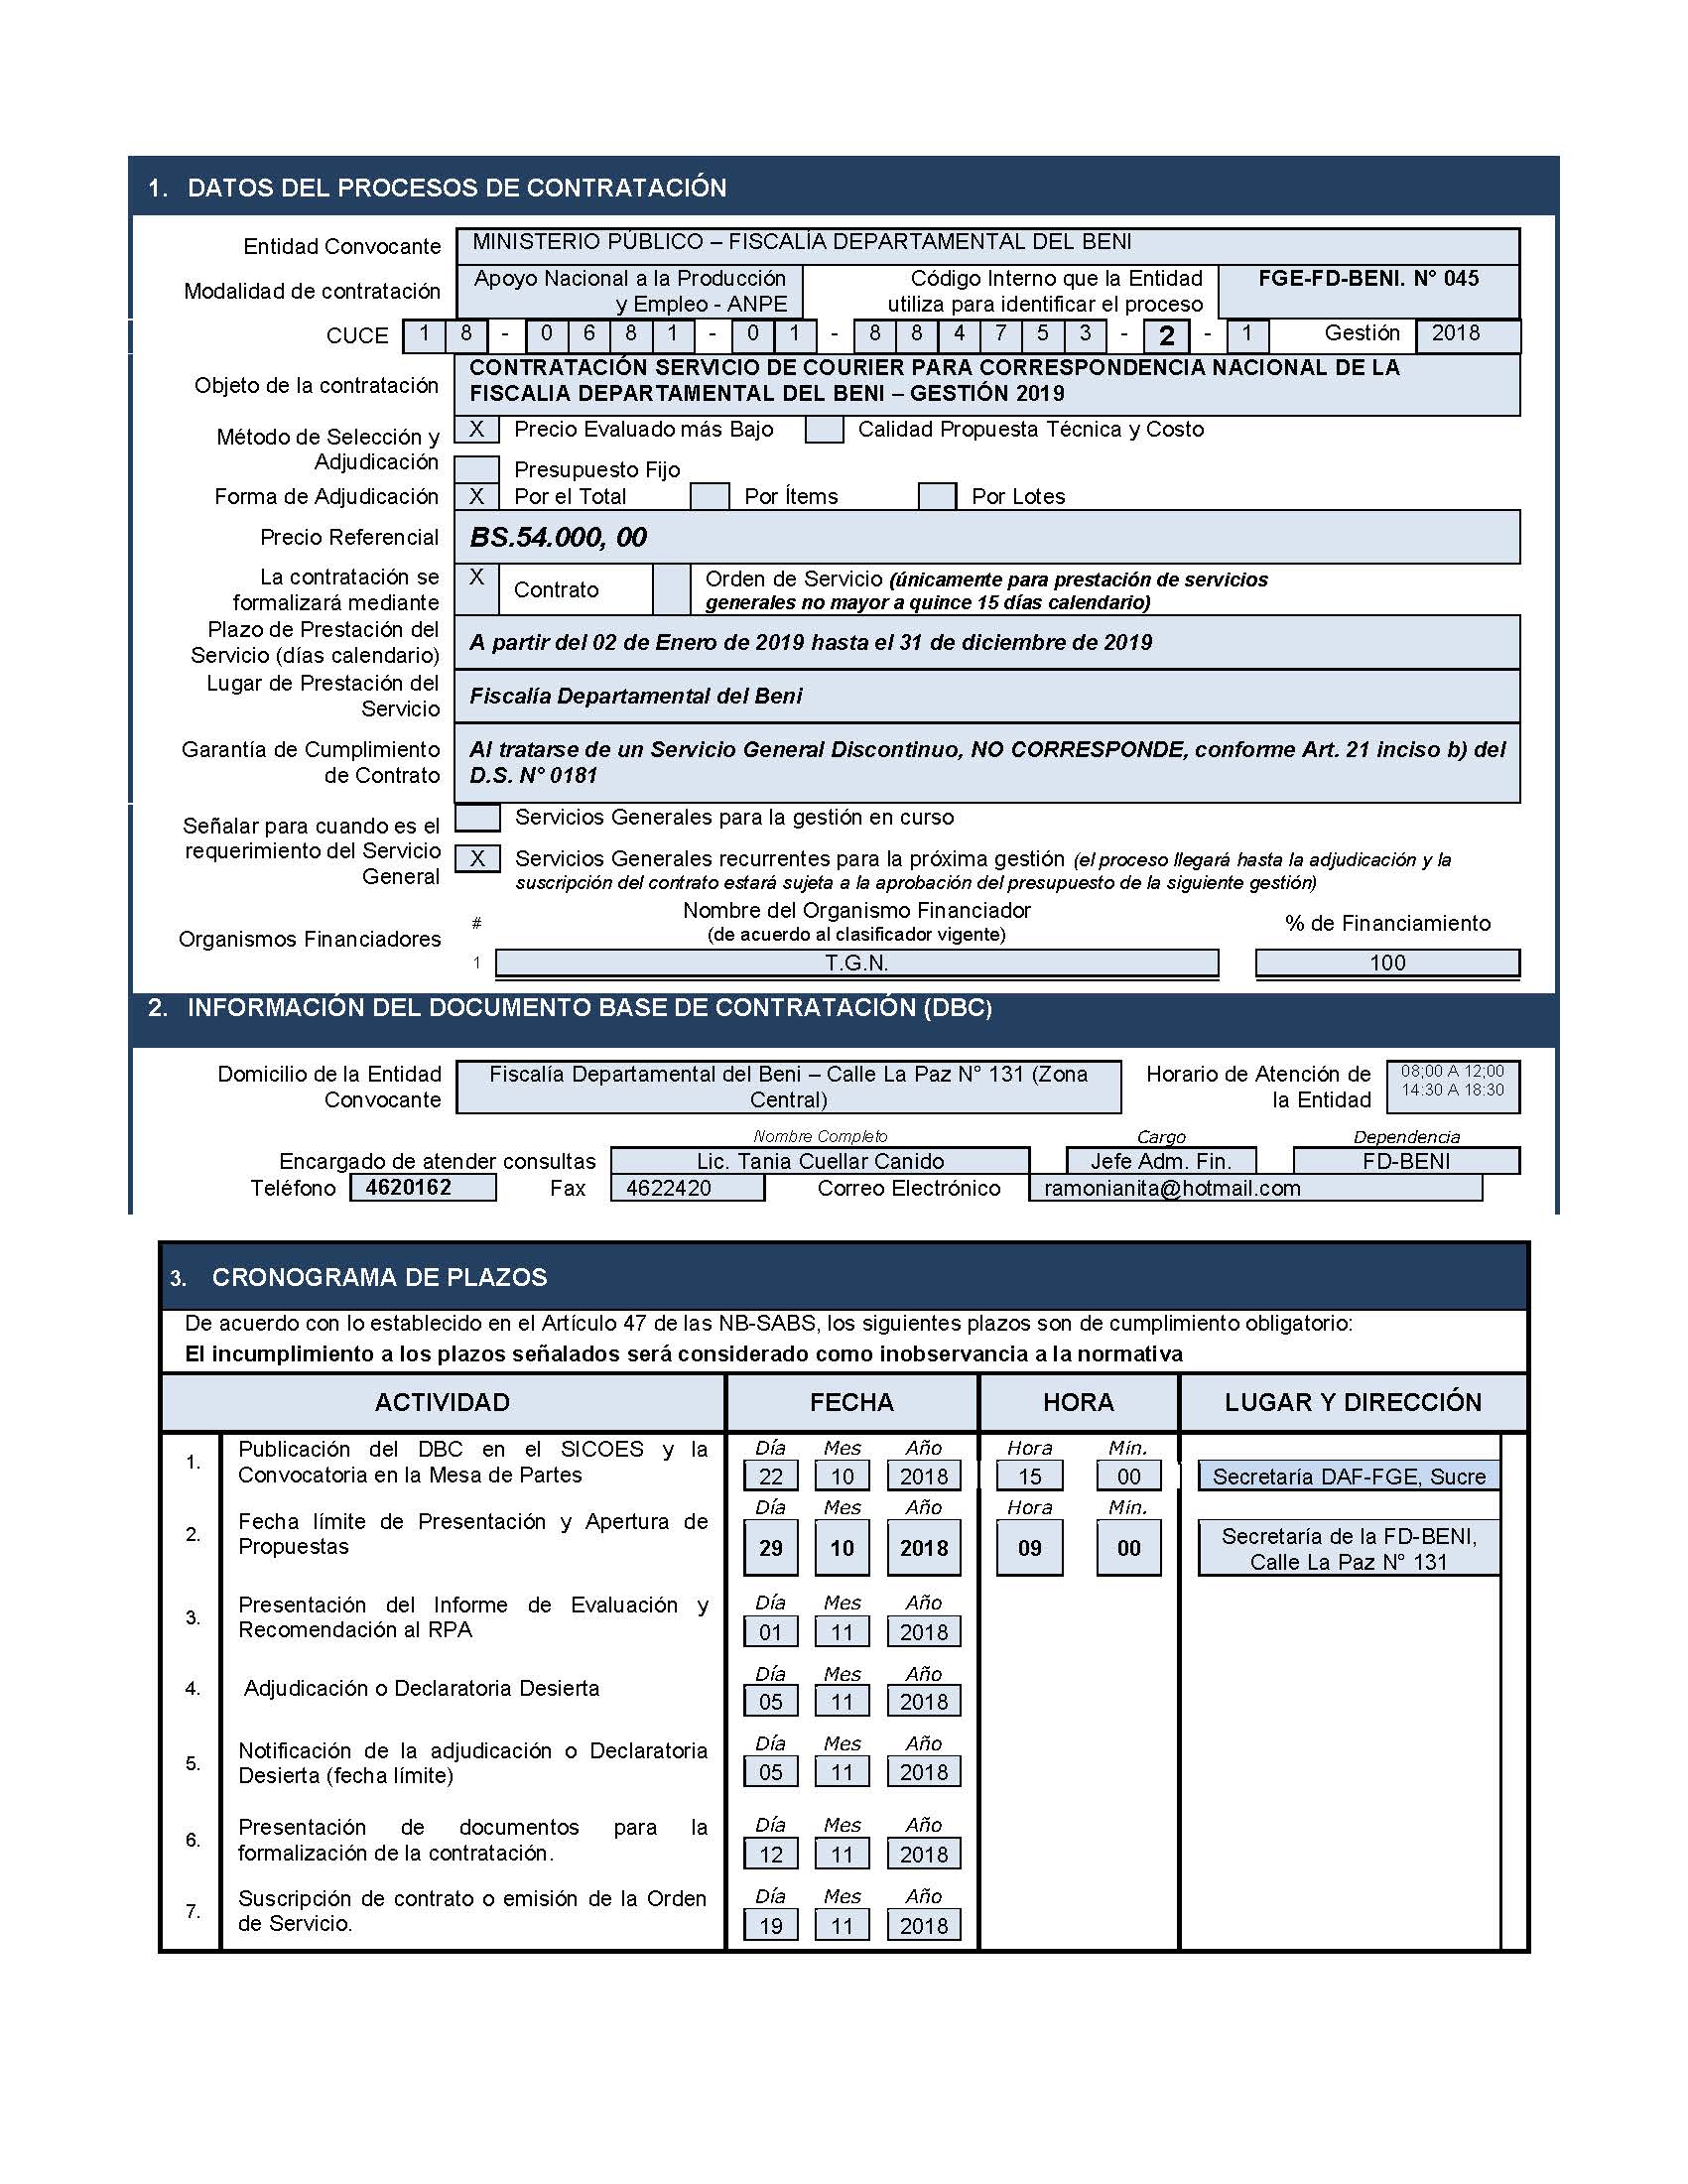 1. DATOS DEL PROCESOS DE CONTRATACIÓN
Entidad Convocante MINISTERIO PÚBLICO – FISCALÍA DEPARTAMENTAL DEL BENI
Modalidad de contratación Apoyo Nacional a la Producción y Empleo - ANPE Código Interno que la Entidad utiliza para identificar el proceso FGE-FD-BENI. N° 045
CUCE 1 8 - 0 6 8 1 - 0 1 - 8 8 4 7 5 3 - 2 - 1 Gestión 2018
Objeto de la contratación CONTRATACIÓN SERVICIO DE COURIER PARA CORRESPONDENCIA NACIONAL DE LA
FISCALIA DEPARTAMENTAL DEL BENI – GESTIÓN 2019
Método de Selección y Adjudicación X Precio Evaluado más Bajo Calidad Propuesta Técnica y Costo
Presupuesto Fijo
Forma de Adjudicación X Por el Total Por Ítems Por Lotes
Precio Referencial BS.54.000, 00
La contratación se formalizará mediante X Contrato Orden de Servicio (únicamente para prestación de servicios
generales no mayor a quince 15 días calendario)
Plazo de Prestación del Servicio (días calendario) A partir del 02 de Enero de 2019 hasta el 31 de diciembre de 2019
Lugar de Prestación del Servicio Fiscalía Departamental del Beni
Garantía de Cumplimiento de Contrato Al tratarse de un Servicio General Discontinuo, NO CORRESPONDE, conforme Art. 21 inciso b) del
D.S. N° 0181
Señalar para cuando es el requerimiento del Servicio General Servicios Generales para la gestión en curso
X Servicios Generales recurrentes para la próxima gestión (el proceso llegará hasta la adjudicación y la
suscripción del contrato estará sujeta a la aprobación del presupuesto de la siguiente gestión)
Organismos Financiadores # Nombre del Organismo Financiador % de Financiamiento
(de acuerdo al clasificador vigente)
1 T.G.N. 100
2. INFORMACIÓN DEL DOCUMENTO BASE DE CONTRATACIÓN (DBC)
Domicilio de la Entidad Convocante Fiscalía Departamental del Beni – Calle La Paz N° 131 (Zona Central) Horario de Atención de la Entidad 08;00 A 12;00
14:30 A 18:30
Nombre Completo Cargo Dependencia
Encargado de atender consultas Lic. Tania Cuellar Canido Jefe Adm. Fin. FD-BENI
Teléfono 4620162 Fax 4622420 Correo Electrónico ramonianita@hotmail.com
3. CRONOGRAMA DE PLAZOS
De acuerdo con lo establecido en el Artículo 47 de las NB-SABS, los siguientes plazos son de cumplimiento obligatorio:
El incumplimiento a los plazos señalados será considerado como inobservancia a la normativa
ACTIVIDAD FECHA HORA LUGAR Y DIRECCIÓN
1. Publicación del DBC en el SICOES y la Día Mes Año Hora Min.
Convocatoria en la Mesa de Partes 22 10 2018 15 00 Secretaría DAF-FGE, Sucre
Día Mes Año Hora Min.
2. Fecha límite de Presentación y Apertura de
Propuestas 29 10 2018 09 00 Secretaría de la FD-BENI,
Calle La Paz N° 131
3. Presentación del Informe de Evaluación y Día Mes Año
Recomendación al RPA 01 11 2018
Día Mes Año
4. Adjudicación o Declaratoria Desierta 05 11 2018
5. Notificación de la adjudicación o Declaratoria Día Mes Año
Desierta (fecha límite) 05 11 2018
6. Presentación de documentos para la Día Mes Año
formalización de la contratación. 12 11 2018
7. Suscripción de contrato o emisión de la Orden Día Mes Año
de Servicio. 19 11 2018